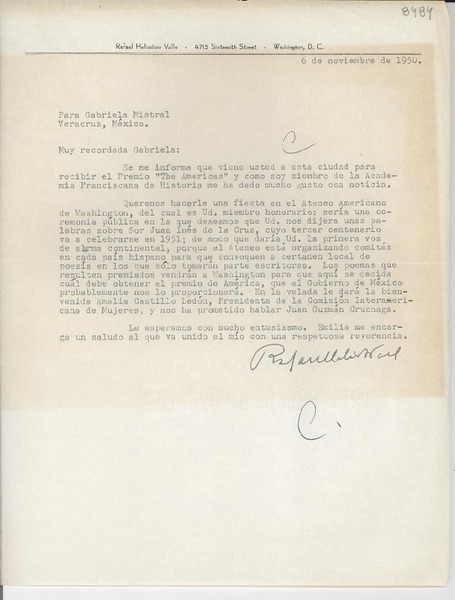 8484
Rafael Heliodoro Valle - 4715 Sixteenth Street - Washington, D. C.
6 de noviembre de 1950.
Para Gabriela Mistral
Veracruz, México.
Muy recordada Gabriela:
C
Se me informa que viene usted a esta ciudad para
recibir el Premio "The Americas" y como soy miembro de la Acade-
mia Franciscana de Historia me ha dado mucho gusto esa noticia.
Queremos hacerle una fiesta en el Ateneo Americano
de Washington, del cual es Ud. miembro honorario: sería una ce-
remonia pública en la que deseamos que Ud. nos dijera unas pa-
labras sobre Sor Juan Inés de la Cruz, cuyo tercer centenario
va a celebrarse en 1951; de modo que daría Ud. la primera voz
de alarma continental, porque el Ateneo está organizando comités
en cada país hispano para que convoquen a certamen local de
poesía en los que sólo tomarán parte escritoras. Los poemas que
resulten premiados vendrán a Washington para que aquí se decida
cuál debe obtener el premio de América, que el Gobierno de México
probablemente nos lo proporcionará. En la velada le dará la bien-
venida Amalia Castillo Ledón, Presidenta de la Comisión Interameri-
cana de Mujeres, y nos ha prometido hablar Juan Guzmán Cruchaga.
Le esperamos con mucho entusiasmo. Emilia me encar-
ga un saludo al que va unido el mío con una respetuosa reverencia.
Rafael Heliodoro Valle
C.